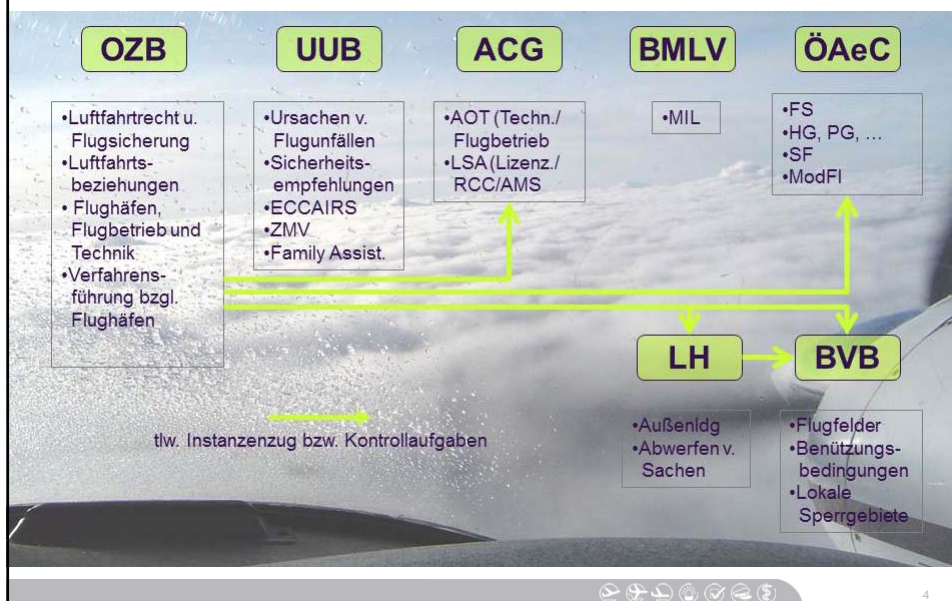 OZB
UUB
ACG
BMLV
ÖAeC
•Luftfahrtrecht u.
Flugsicherung
•Luftfahrts-
beziehungen
• Flughäfen,
Flugbetrieb und
Technik
•Verfahrens-
führung bzgl.
Flughäfen
•Ursachen v.
Flugunfällen
•Sicherheits-
empfehlungen
•ECCAIRS
•ZMV
•Family Assist.
•AOT (Techn./
Flugbetrieb
•LSA (Lizenz./
RCC/AMS
•MIL
•FS
•HG, PG, …
•SF
•ModFl
LH
BVB
•Außenldg
•Abwerfen v.
Sachen
•Flugfelder
•Benützungs-
bedingungen
•Lokale
Sperrgebiete
tlw. Instanzenzug bzw. Kontrollaufgaben
4